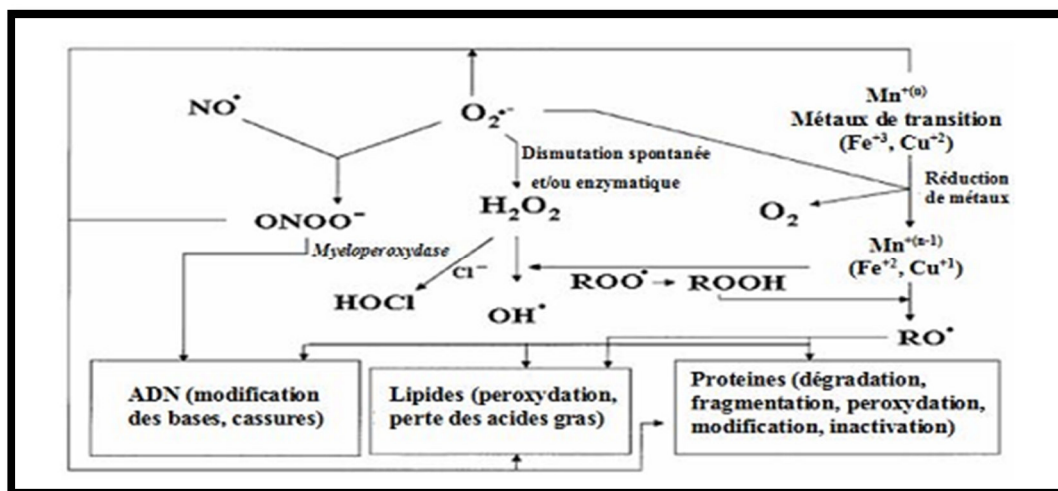 NO•
O₂•⁻
Mn⁺⁽ⁿ⁾
Métaux de transition
(Fe⁺³, Cu⁺²)
Dismutation spontanée
et/ou enzymatique
Réduction
de métaux
ONOO⁻
H₂O₂
O₂
Myeloperoxydase
Cl⁻
Mn⁺⁽ⁿ⁻¹⁾
(Fe⁺², Cu⁺¹)
HOCl
OH•
ROO• → ROOH
RO•
ADN (modification
des bases, cassures)
Lipides (peroxydation,
perte des acides gras)
Proteines (dégradation,
fragmentation, peroxydation,
modification, inactivation)